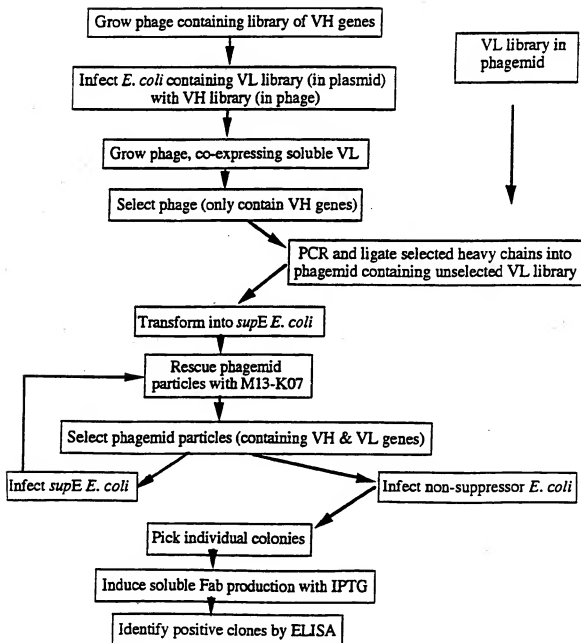 Grow phage containing library of VH genes
VL library in
phagemid
Infect E. coli containing VL library (in plasmid)
with VH library (in phage)
Grow phage, co-expressing soluble VL
Select phage (only contain VH genes)
PCR and ligate selected heavy chains into
phagemid containing unselected VL library
Transform into supE E. coli
Rescue phagemid
particles with M13-K07
Select phagemid particles (containing VH & VL genes)
Infect supE E. coli
Infect non-suppressor E. coli
Pick individual colonies
Induce soluble Fab production with IPTG
Identify positive clones by ELISA